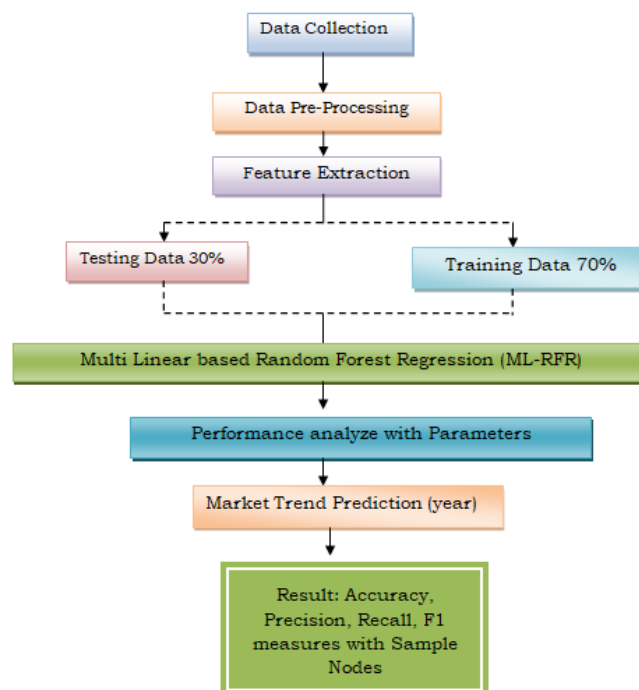 Data Collection
Data Pre-Processing
Feature Extraction
Testing Data 30%
Training Data 70%
Multi Linear based Random Forest Regression (ML-RFR)
Performance analyze with Parameters
Market Trend Prediction (year)
Result: Accuracy,
Precision, Recall, F1
measures with Sample
Nodes